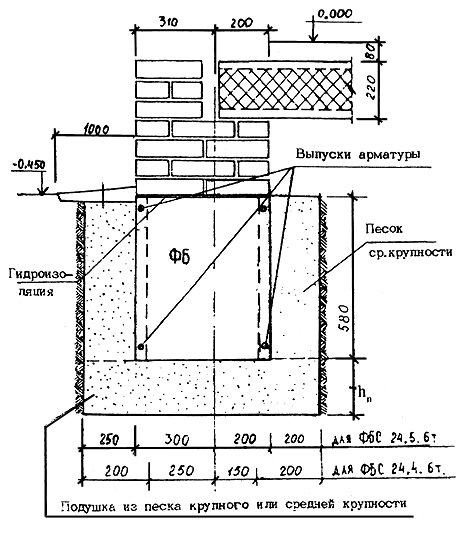 310 200
0.000
80
220
1000
-0.450
Выпуски арматуры
Песок
ср.крупности
Гидроизо-
ляция
ФБ
580
hп
250 300 200 200 для ФБС 24.5.6т
200 250 150 200 для ФБС 24.4.6т.
Подушка из песка крупного или средней крупности